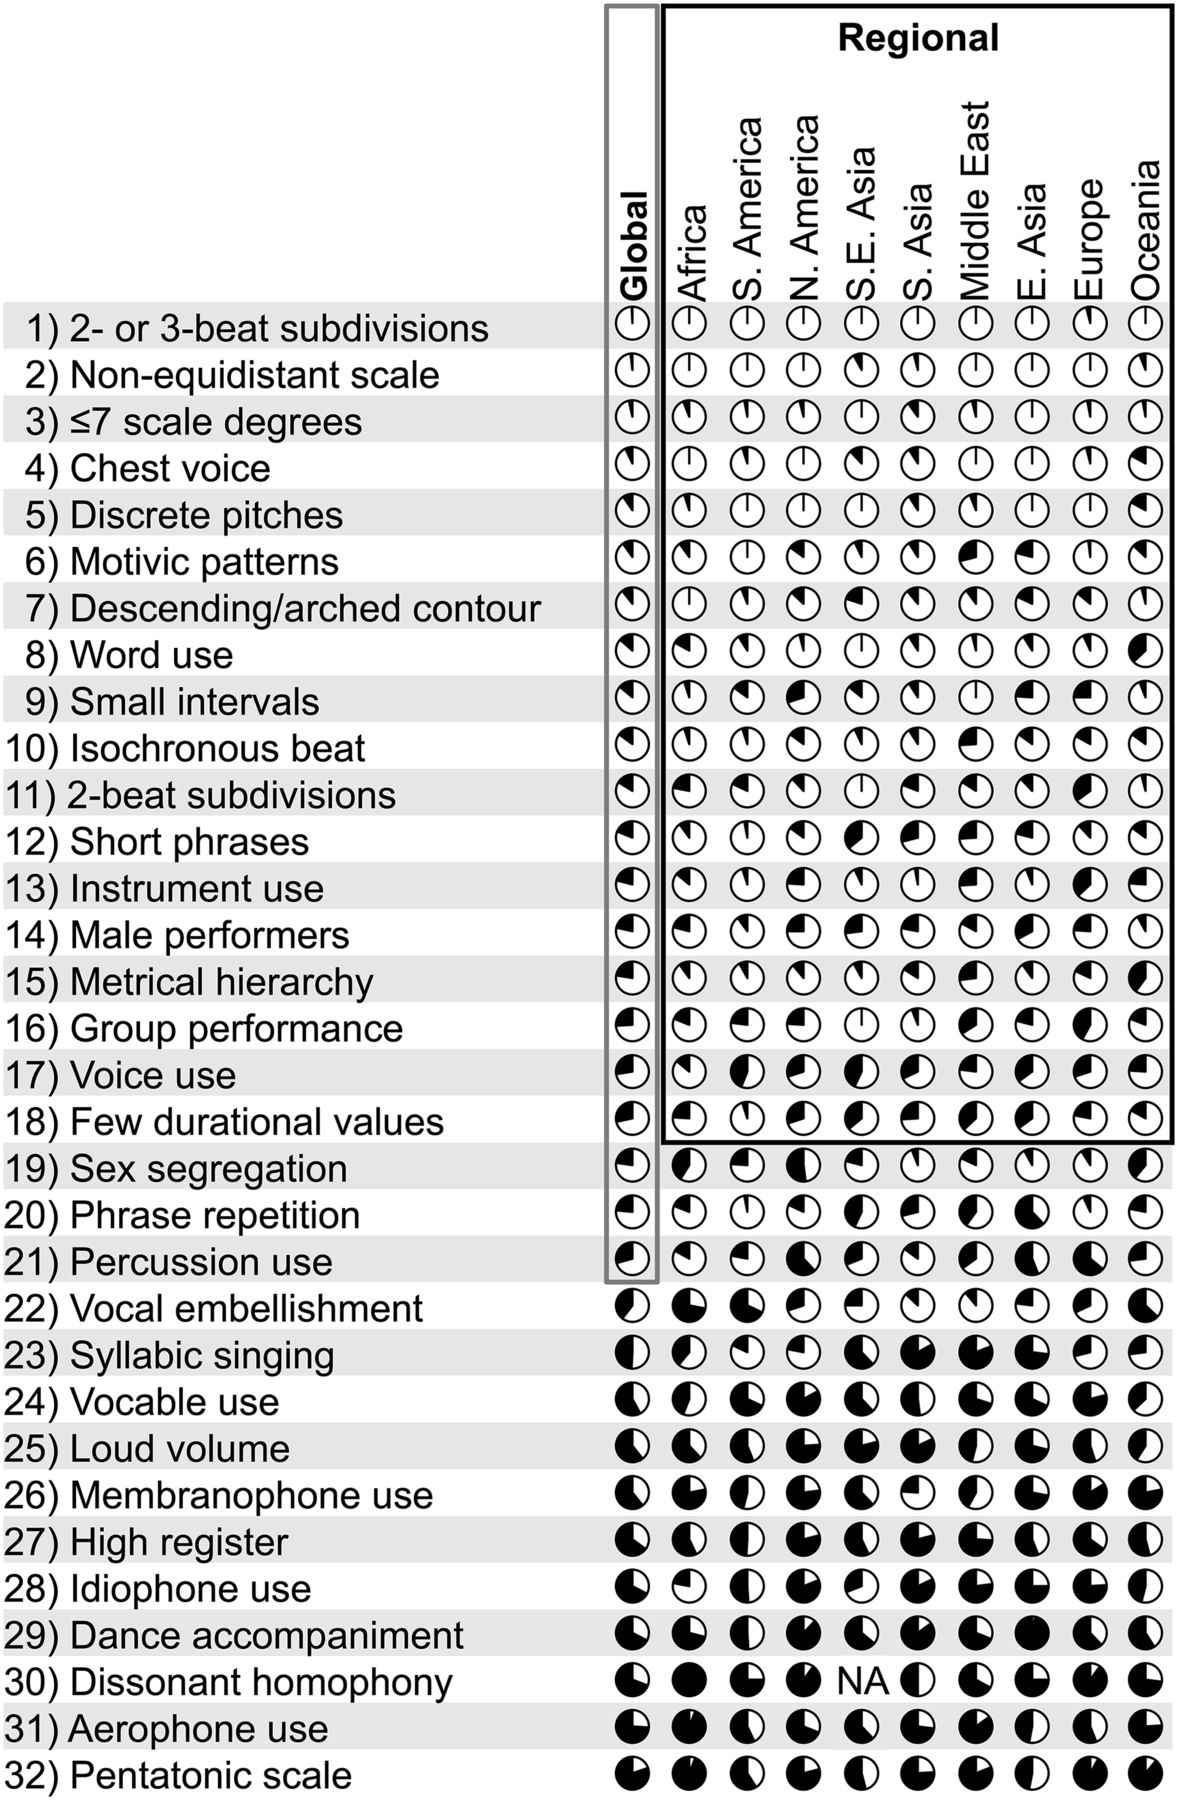 Regional
Global
Africa
S. America
N. America
S.E. Asia
S. Asia
Middle East
E. Asia
Europe
Oceania
1) 2- or 3-beat subdivisions
2) Non-equidistant scale
3) ≤7 scale degrees
4) Chest voice
5) Discrete pitches
6) Motivic patterns
7) Descending/arched contour
8) Word use
9) Small intervals
10) Isochronous beat
11) 2-beat subdivisions
12) Short phrases
13) Instrument use
14) Male performers
15) Metrical hierarchy
16) Group performance
17) Voice use
18) Few durational values
19) Sex segregation
20) Phrase repetition
21) Percussion use
22) Vocal embellishment
23) Syllabic singing
24) Vocable use
25) Loud volume
26) Membranophone use
27) High register
28) Idiophone use
29) Dance accompaniment
30) Dissonant homophony NA
31) Aerophone use
32) Pentatonic scale